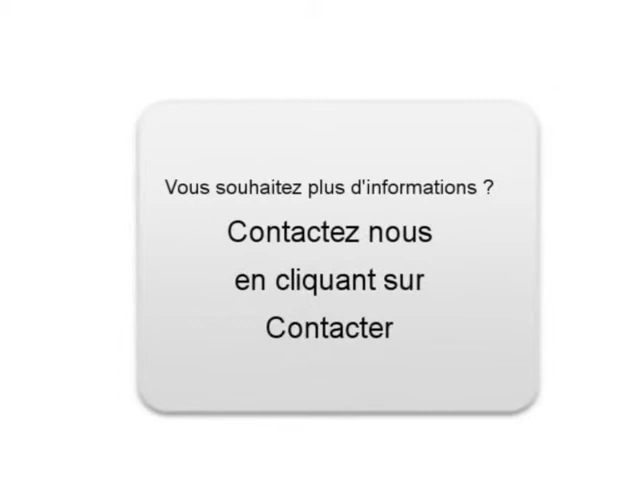 Vous souhaitez plus d'informations ?
Contactez nous
en cliquant sur
Contacter